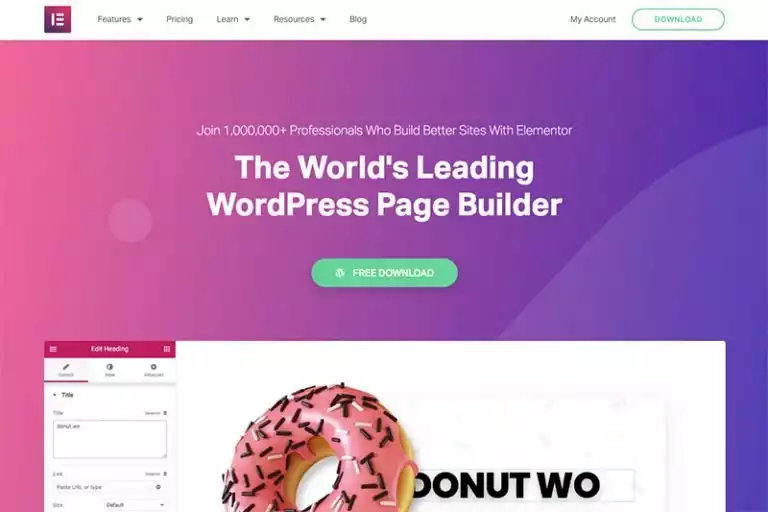 Features
Pricing
Learn
Resources
Blog
My Account
DOWNLOAD
Join 1,000,000+ Professionals Who Build Better Sites With Elementor
The World's Leading
WordPress Page Builder
FREE DOWNLOAD
Edit Heading
Content
Style
Advanced
Title
Title
donut wo
Link
Paste URL or type
Size
Default
DONUT WO